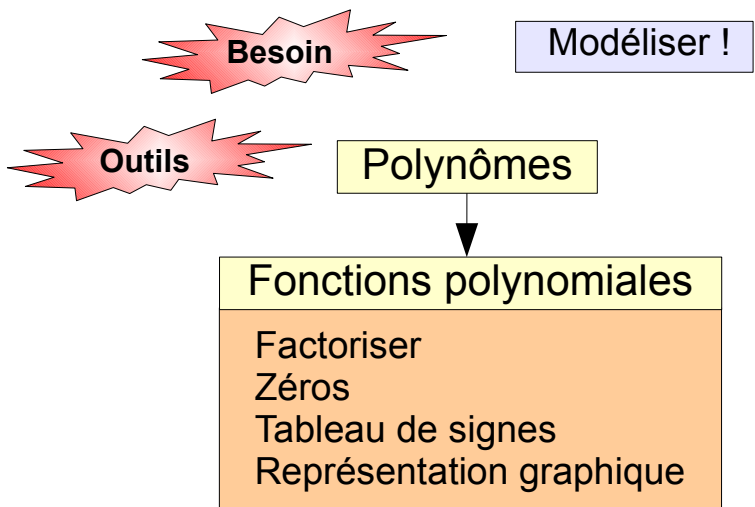 Besoin
Modéliser !
Outils
Polynômes
Fonctions polynomiales
Factoriser
Zéros
Tableau de signes
Représentation graphique